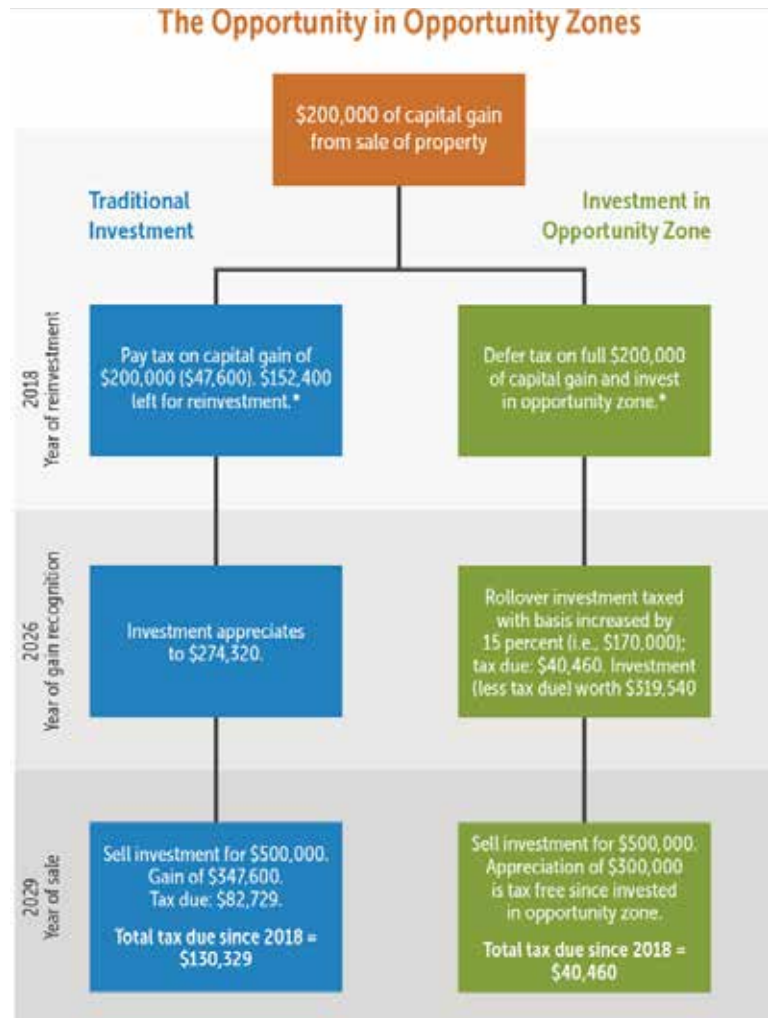 The Opportunity in Opportunity Zones
$200,000 of capital gain
from sale of property
Traditional
Investment
Investment in
Opportunity Zone
2018
Year of reinvestment
Pay tax on capital gain of
$200,000 ($47,600). $152,400
left for reinvestment.*
Defer tax on full $200,000
of capital gain and invest
in opportunity zone.*
2026
Year of gain recognition
Investment appreciates
to $274,320.
Rollover investment taxed
with basis increased by
15 percent (i.e., $170,000);
tax due: $40,460. Investment
(less tax due) worth $319,540
2029
Year of sale
Sell investment for $500,000.
Gain of $347,600.
Tax due: $82,729.
Total tax due since 2018 =
$130,329
Sell investment for $500,000.
Appreciation of $300,000
is tax free since invested
in opportunity zone.
Total tax due since 2018 =
$40,460